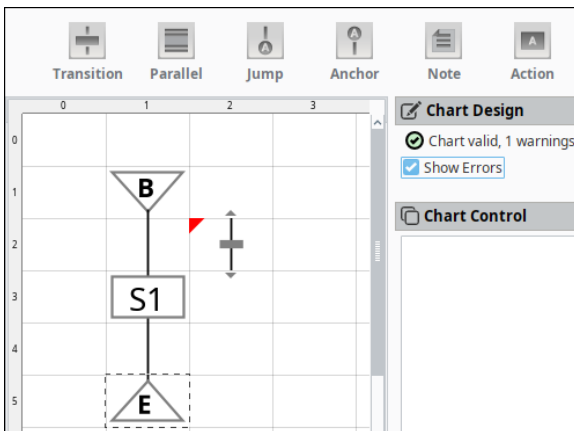 Transition Parallel Jump Anchor Note Action
0 1 2 3
Chart Design
0
Chart valid, 1 warnings
Show Errors
1
B
Chart Control
2
3
S1
4
5
E